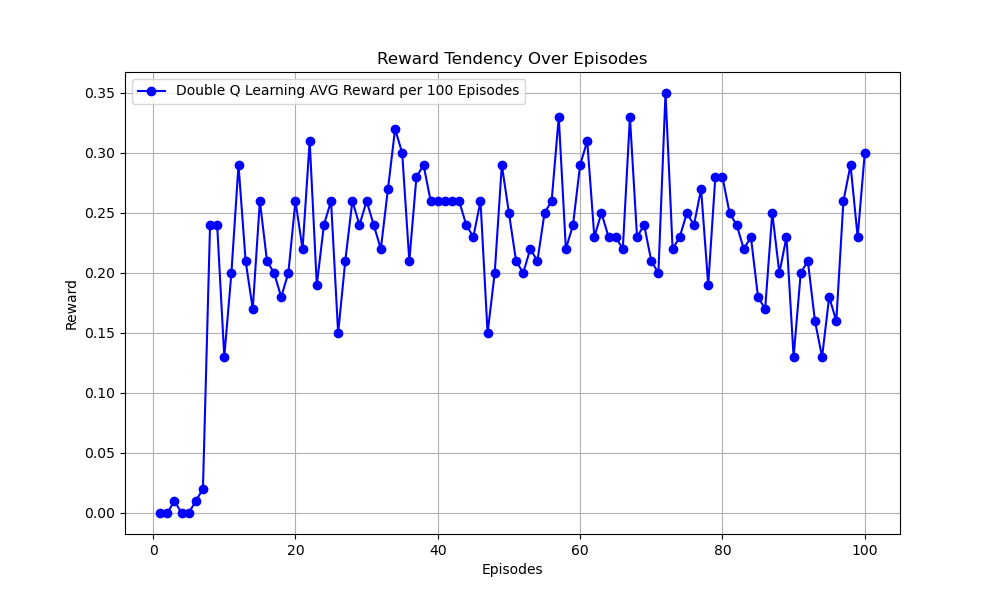 Reward Tendency Over Episodes
Double Q Learning AVG Reward per 100 Episodes
Reward
0.35
0.30
0.25
0.20
0.15
0.10
0.05
0.00
0 20 40 60 80 100
Episodes